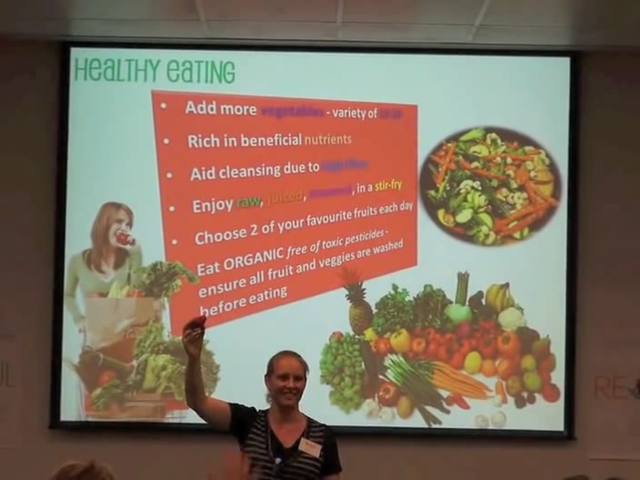 HEALTHY EATING
• Add more vegetables - variety of
• Rich in beneficial nutrients
• Aid cleansing due to
• Enjoy raw, juiced, steamed, in a stir-fry
• Choose 2 of your favourite fruits each day
Eat ORGANIC free of toxic pesticides -
ensure all fruit and veggies are washed
before eating
RE